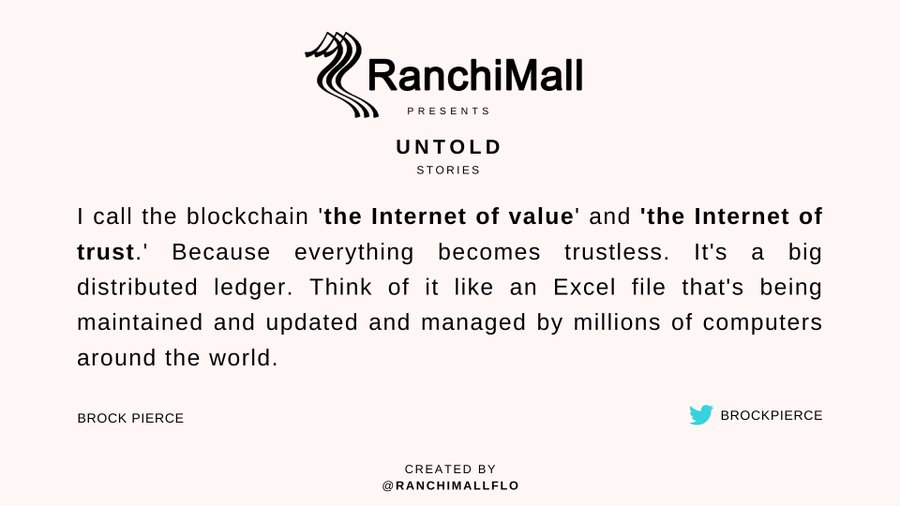 RanchiMall
PRESENTS
UNTOLD
STORIES
I call the blockchain 'the Internet of value' and 'the Internet of
trust.' Because everything becomes trustless. It's a big
distributed ledger. Think of it like an Excel file that's being
maintained and updated and managed by millions of computers
around the world.
BROCK PIERCE
BROCKPIERCE
CREATED BY
@RANCHIMALLFLO